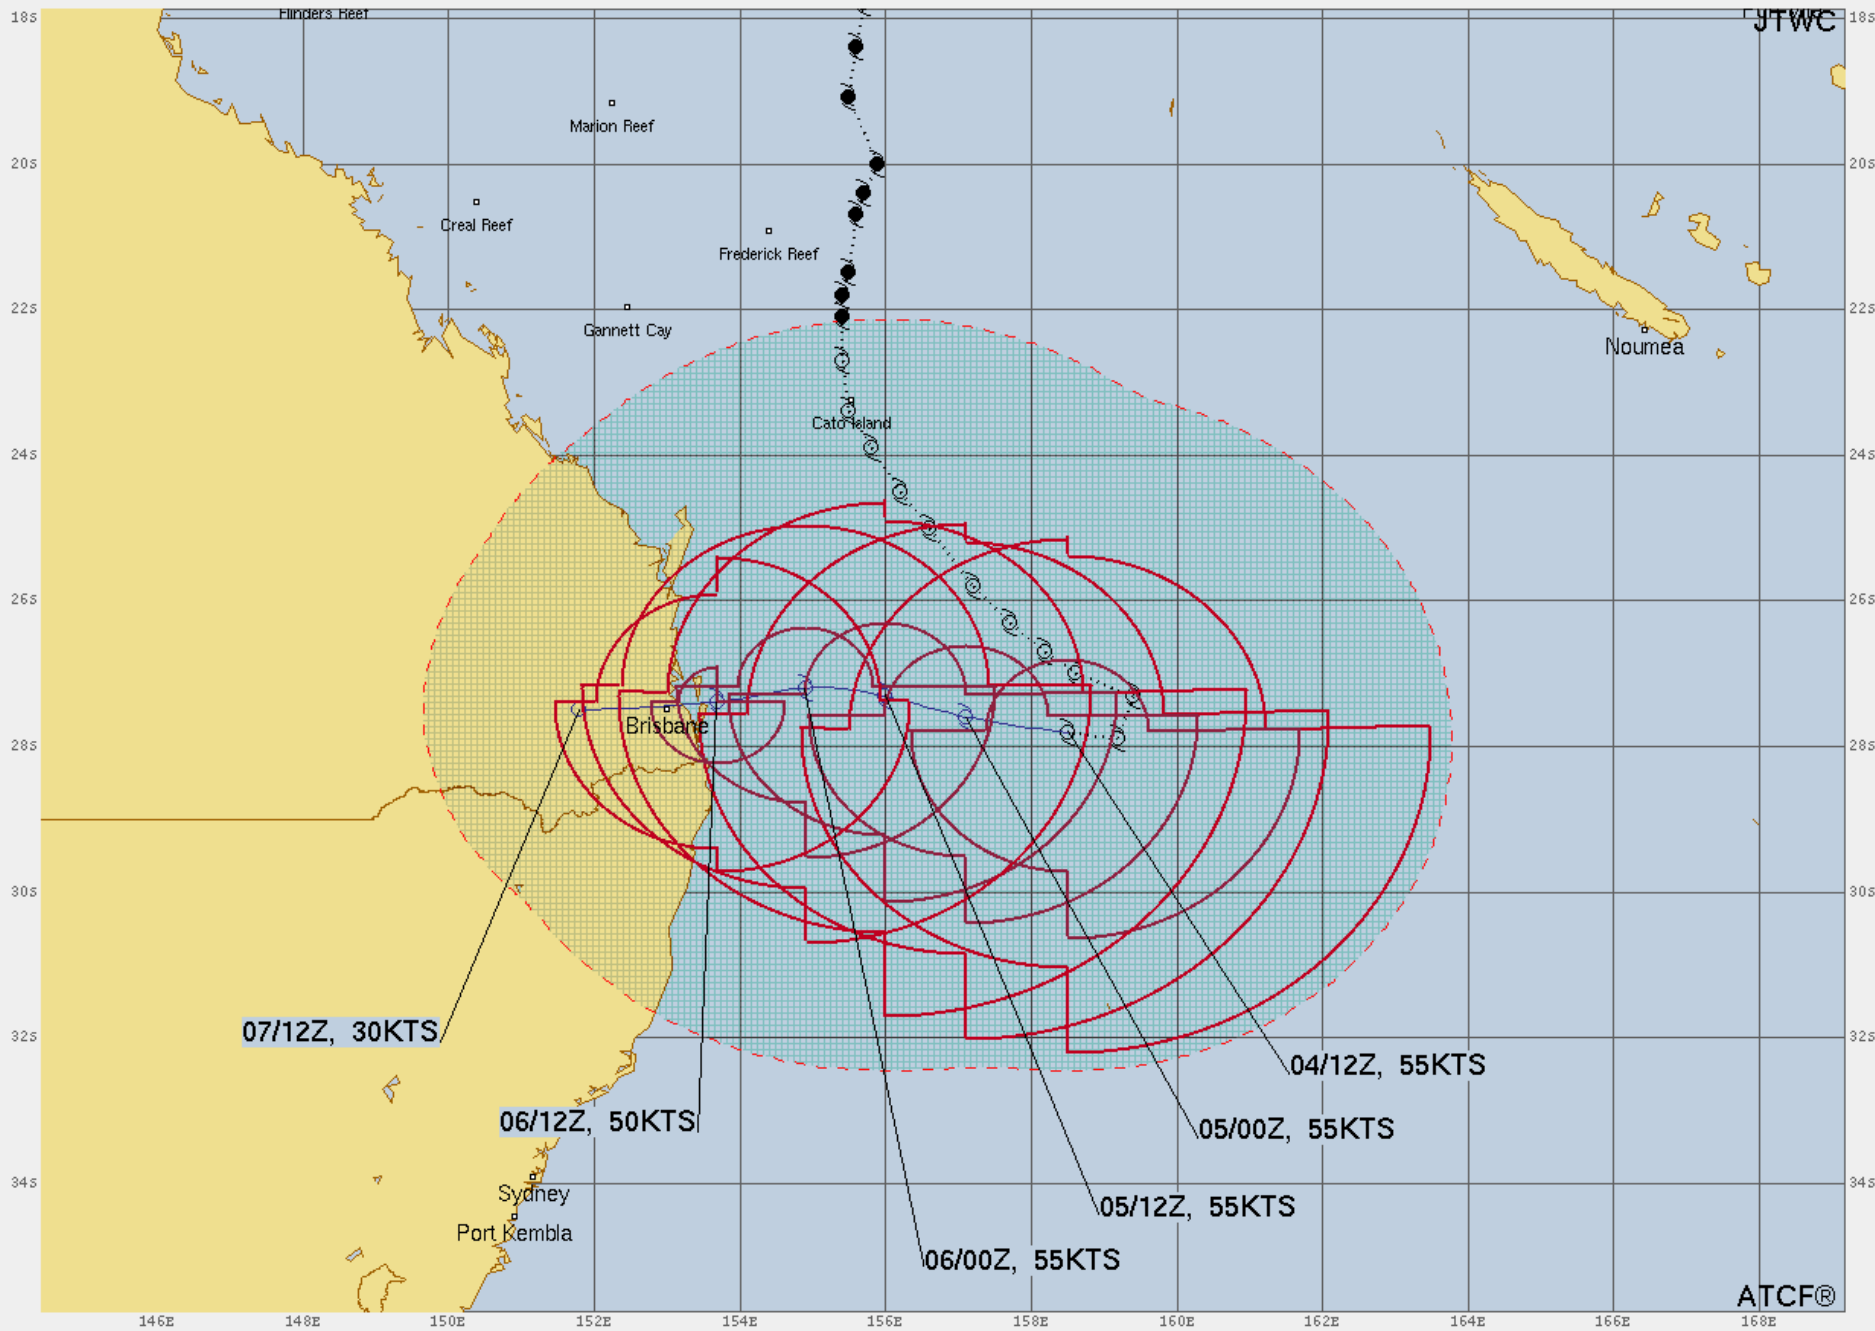 Flinders Reef
18S
18S
JTWC
Marion Reef
20S
20S
Creal Reef
Frederick Reef
22S
22S
Gannett Cay
Noumea
Cato Island
24S
24S
26S
26S
Brisbane
28S
28S
30S
30S
07/12Z, 30KTS
32S
32S
04/12Z, 55KTS
06/12Z, 50KTS
05/00Z, 55KTS
34S
34S
Sydney
05/12Z, 55KTS
Port Kembla
06/00Z, 55KTS
ATCF®
146E 148E 150E 152E 154E 156E 158E 160E 162E 164E 166E 168E